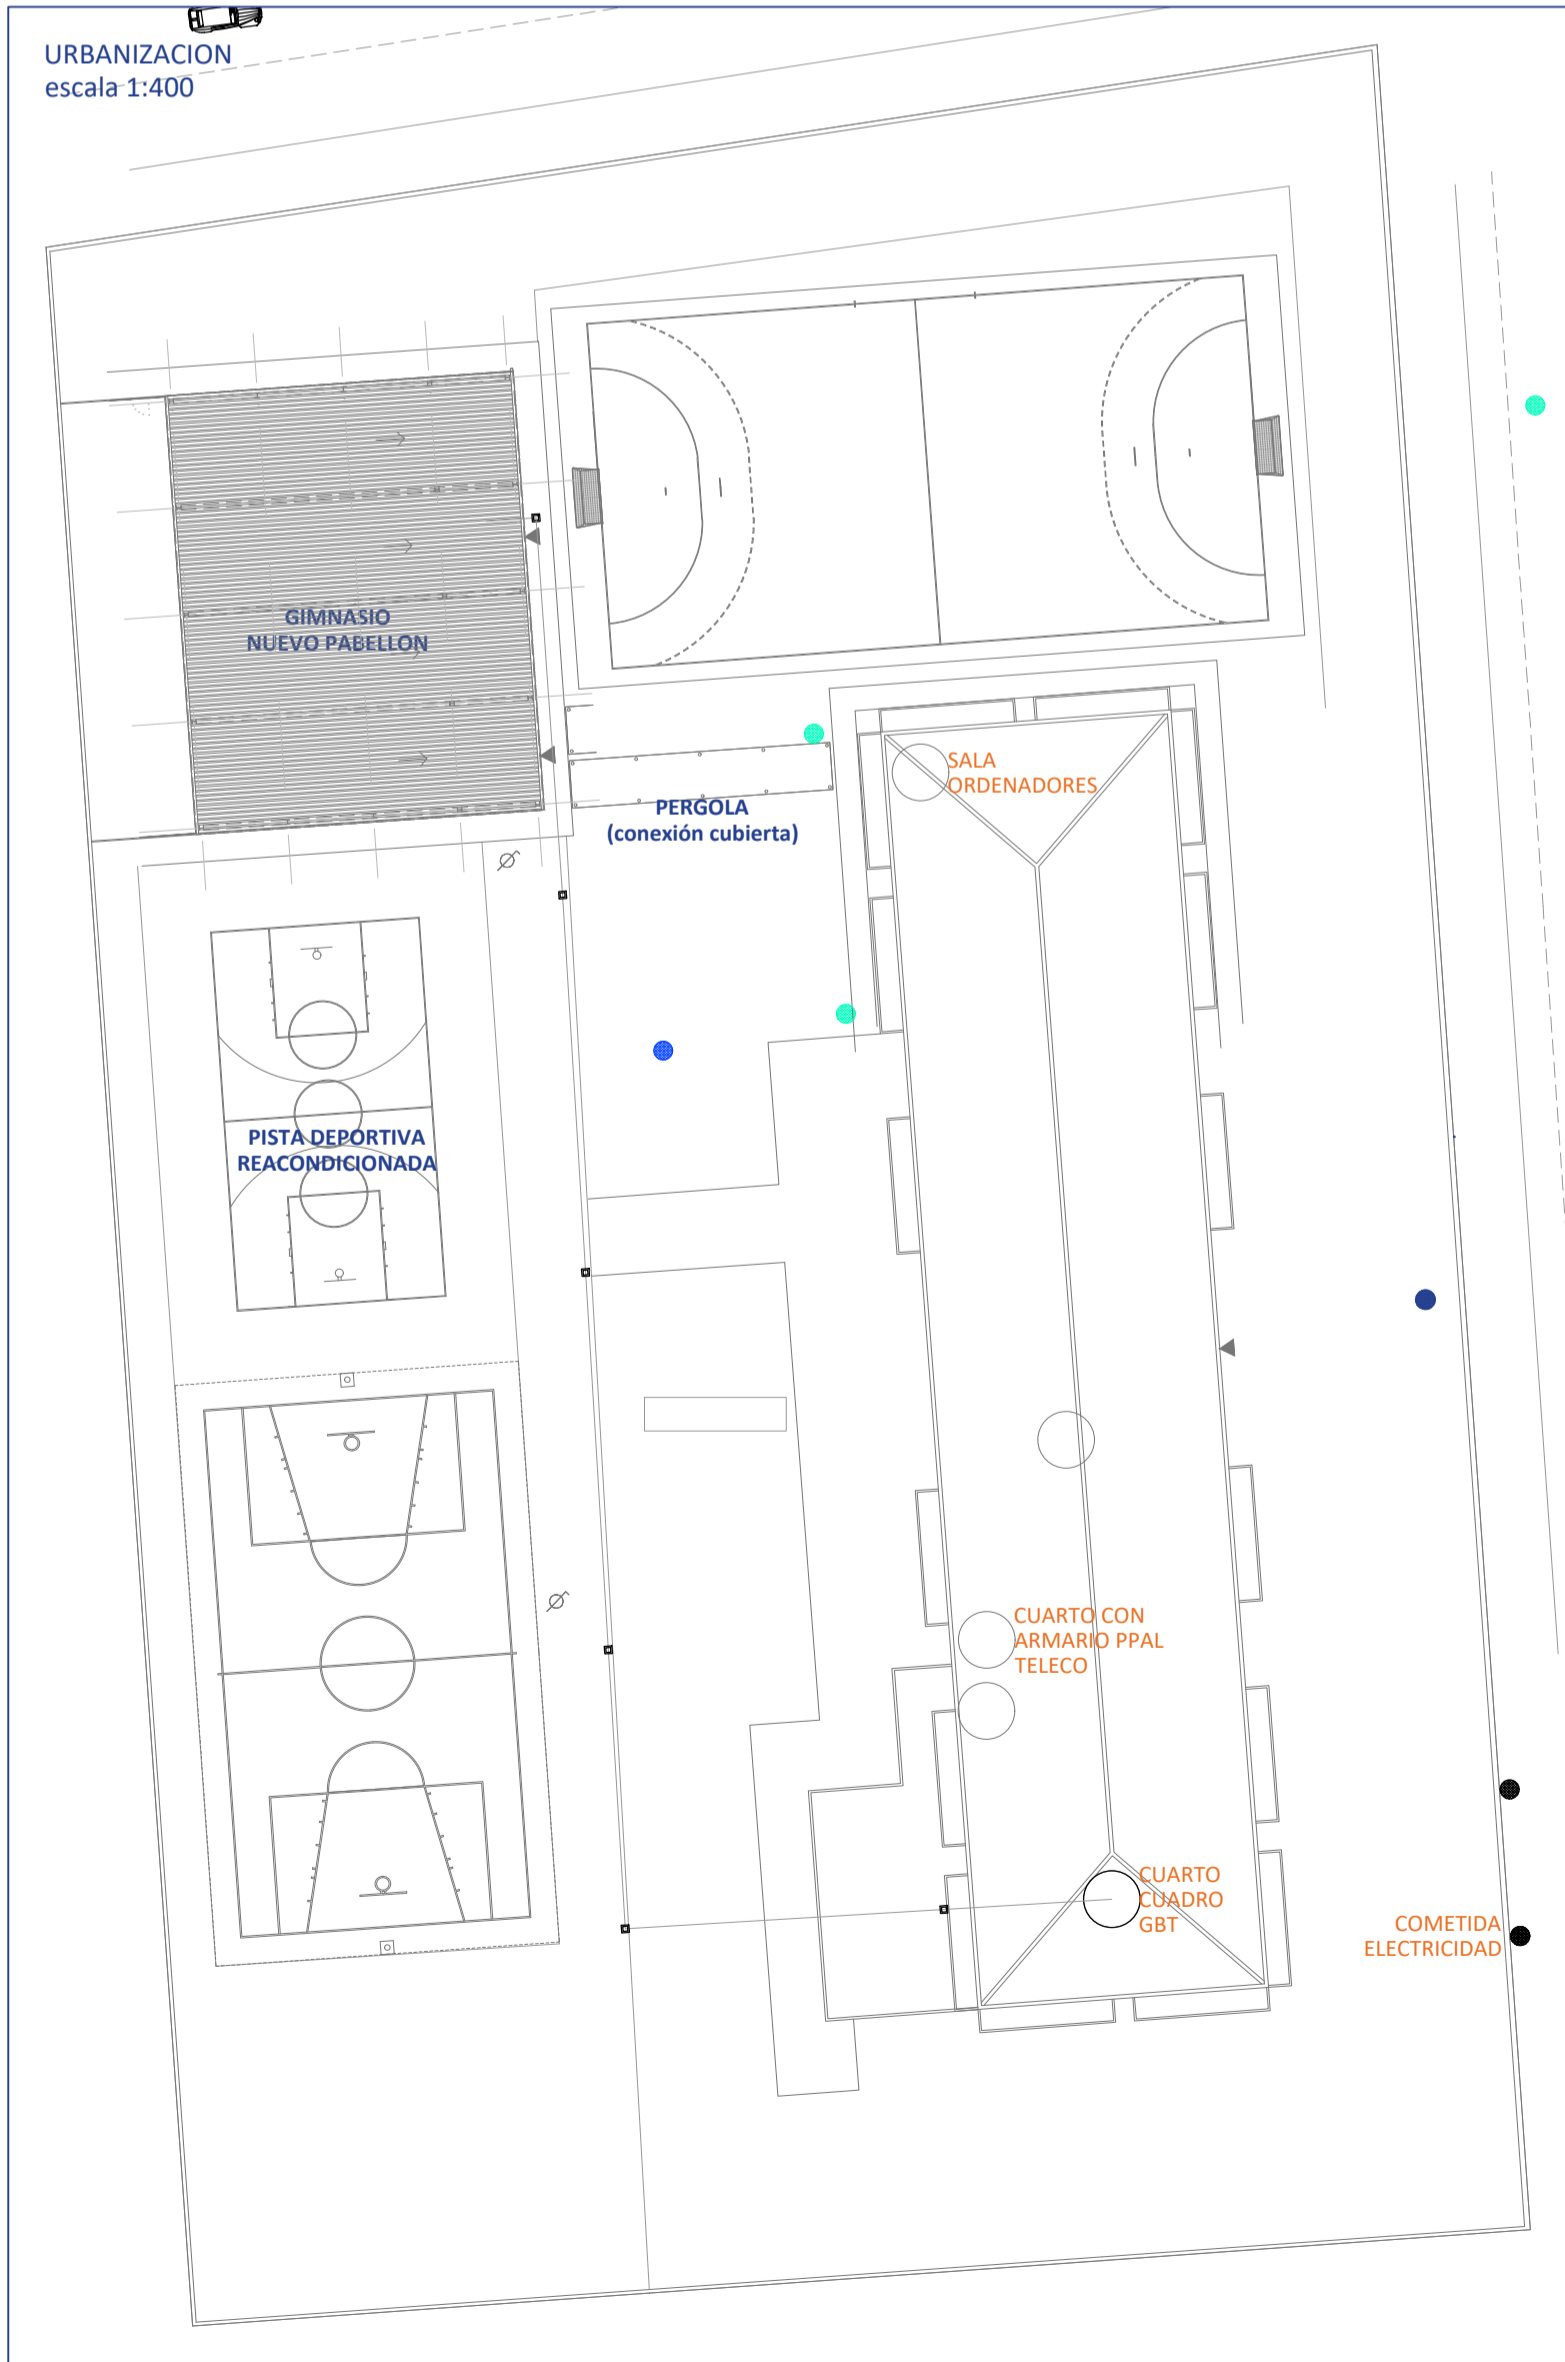 URBANIZACION
escala 1:400
GIMNASIO
NUEVO PABELLON
SALA
ORDENADORES
PERGOLA
(conexión cubierta)
PISTA DEPORTIVA
REACONDICIONADA
CUARTO CON
ARMARIO PPAL
TELECO
CUARTO
CUADRO
GBT
COMETIDA
ELECTRICIDAD